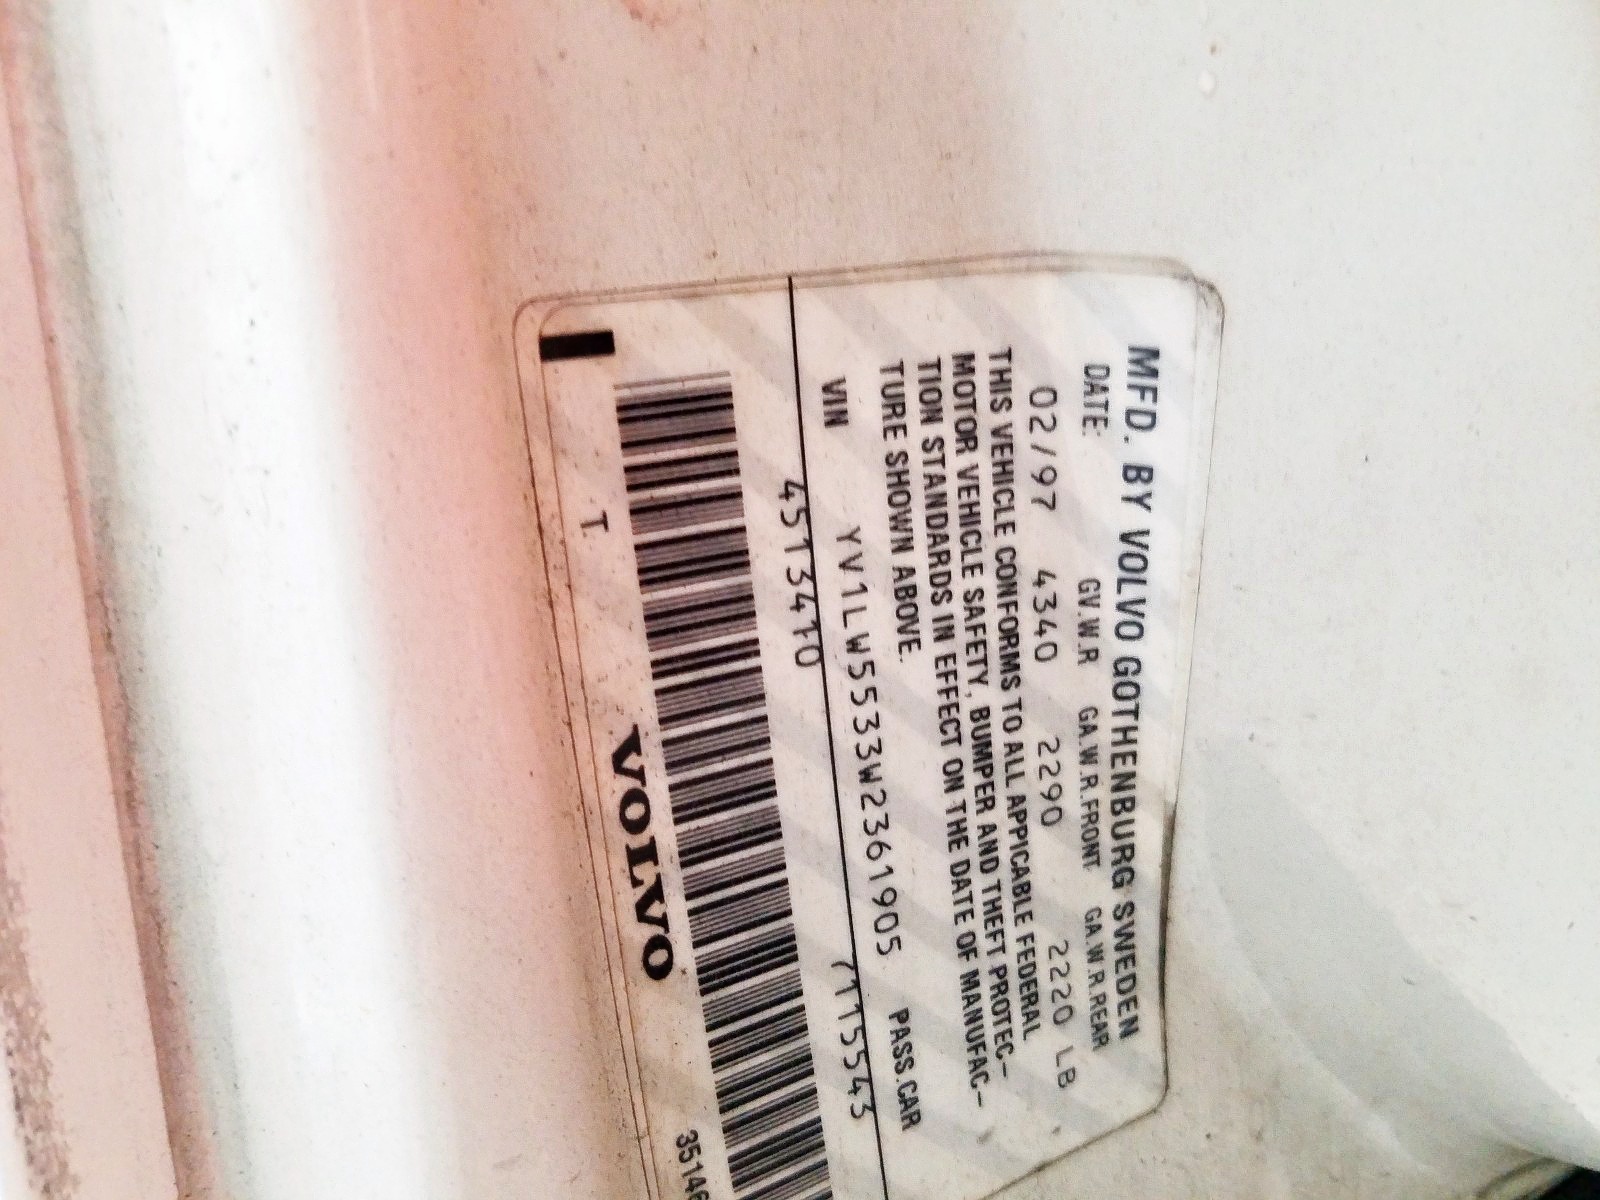 MFD. BY VOLVO GOTHENBURG SWEDEN
DATE: GV.W.R GA.W.R.FRONT. GA.W.R.REAR
02/97 4340 2290 2220 LB
THIS VEHICLE CONFORMS TO ALL APPICABLE FEDERAL
MOTOR VEHICLE SAFETY, BUMPER AND THEFT PROTEC–
TION STANDARDS IN EFFECT ON THE DATE OF MANUFAC–
TURE SHOWN ABOVE.
VIN YV1LW5533W2361905 PASS.CAR
4513410 7115543
T. VOLVO 35146